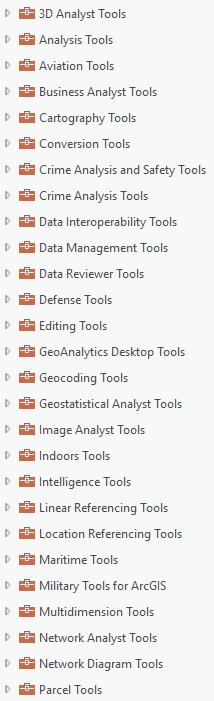 3D Analyst Tools
Analysis Tools
Aviation Tools
Business Analyst Tools
Cartography Tools
Conversion Tools
Crime Analysis and Safety Tools
Crime Analysis Tools
Data Interoperability Tools
Data Management Tools
Data Reviewer Tools
Defense Tools
Editing Tools
GeoAnalytics Desktop Tools
Geocoding Tools
Geostatistical Analyst Tools
Image Analyst Tools
Indoors Tools
Intelligence Tools
Linear Referencing Tools
Location Referencing Tools
Maritime Tools
Military Tools for ArcGIS
Multidimension Tools
Network Analyst Tools
Network Diagram Tools
Parcel Tools